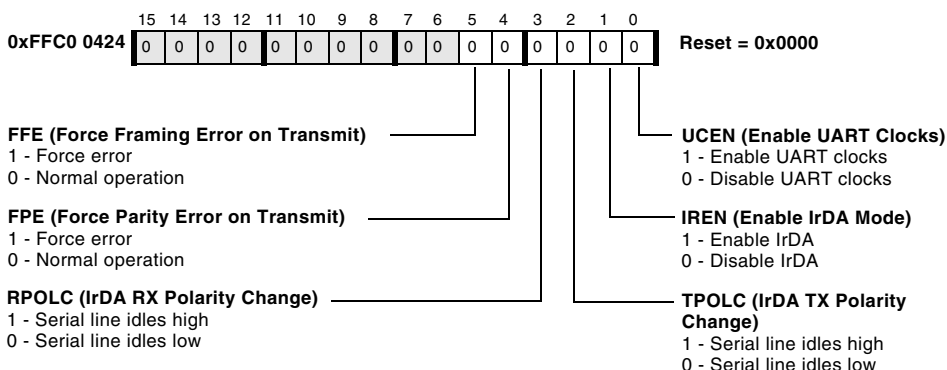 15 14 13 12 11 10 9 8 7 6 5 4 3 2 1 0
0xFFC0 0424 0 0 0 0 0 0 0 0 0 0 0 0 0 0 0 0 Reset = 0x0000
FFE (Force Framing Error on Transmit)
1 - Force error
0 - Normal operation
FPE (Force Parity Error on Transmit)
1 - Force error
0 - Normal operation
RPOLC (IrDA RX Polarity Change)
1 - Serial line idles high
0 - Serial line idles low
UCEN (Enable UART Clocks)
1 - Enable UART clocks
0 - Disable UART clocks
IREN (Enable IrDA Mode)
1 - Enable IrDA
0 - Disable IrDA
TPOLC (IrDA TX Polarity
Change)
1 - Serial line idles high
0 - Serial line idles low